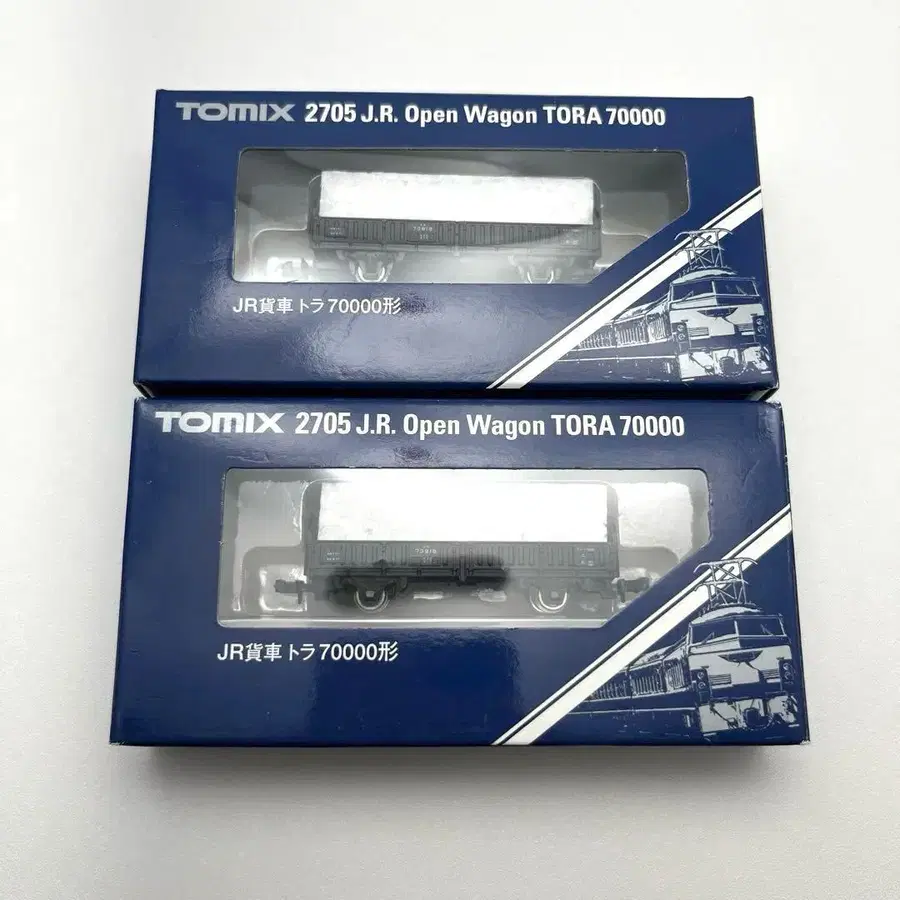 TOMIX 2705 J.R. Open Wagon TORA 70000
JR貨車トラ70000形
TOMIX 2705 J.R. Open Wagon TORA 70000
JR貨車トラ70000形